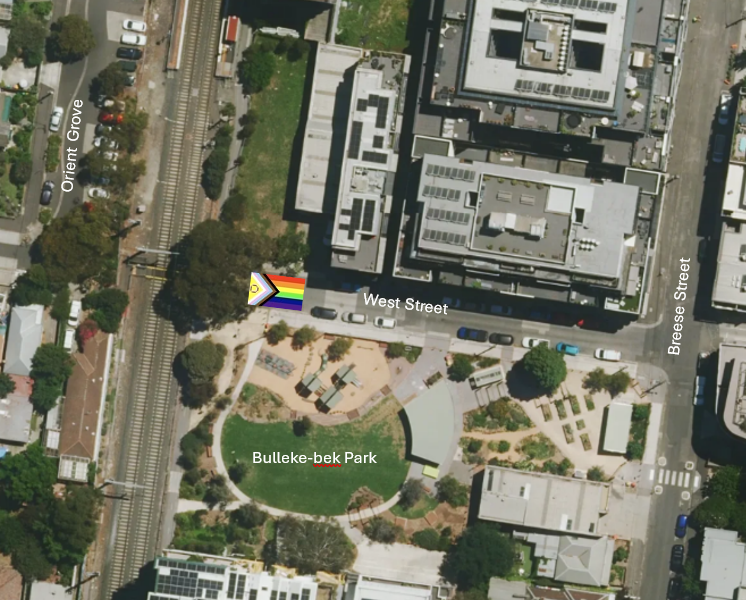 Orient Grove
West Street
Breese Street
Bulleke-bek Park